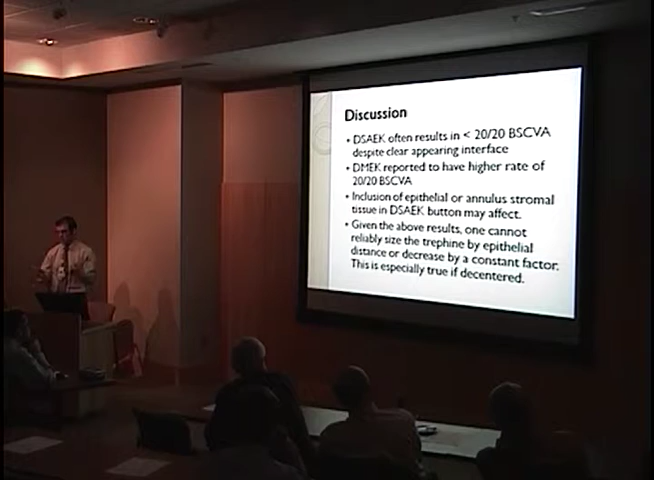 Discussion
• DSAEK often results in < 20/20 BSCVA
despite clear appearing interface
• DMEK reported to have higher rate of
20/20 BSCVA
• Inclusion of epithelial or annulus stromal
tissue in DSAEK button may affect.
• Given the above results, one cannot
reliably size the trephine by epithelial
distance or decrease by a constant factor.
This is especially true if decentered.